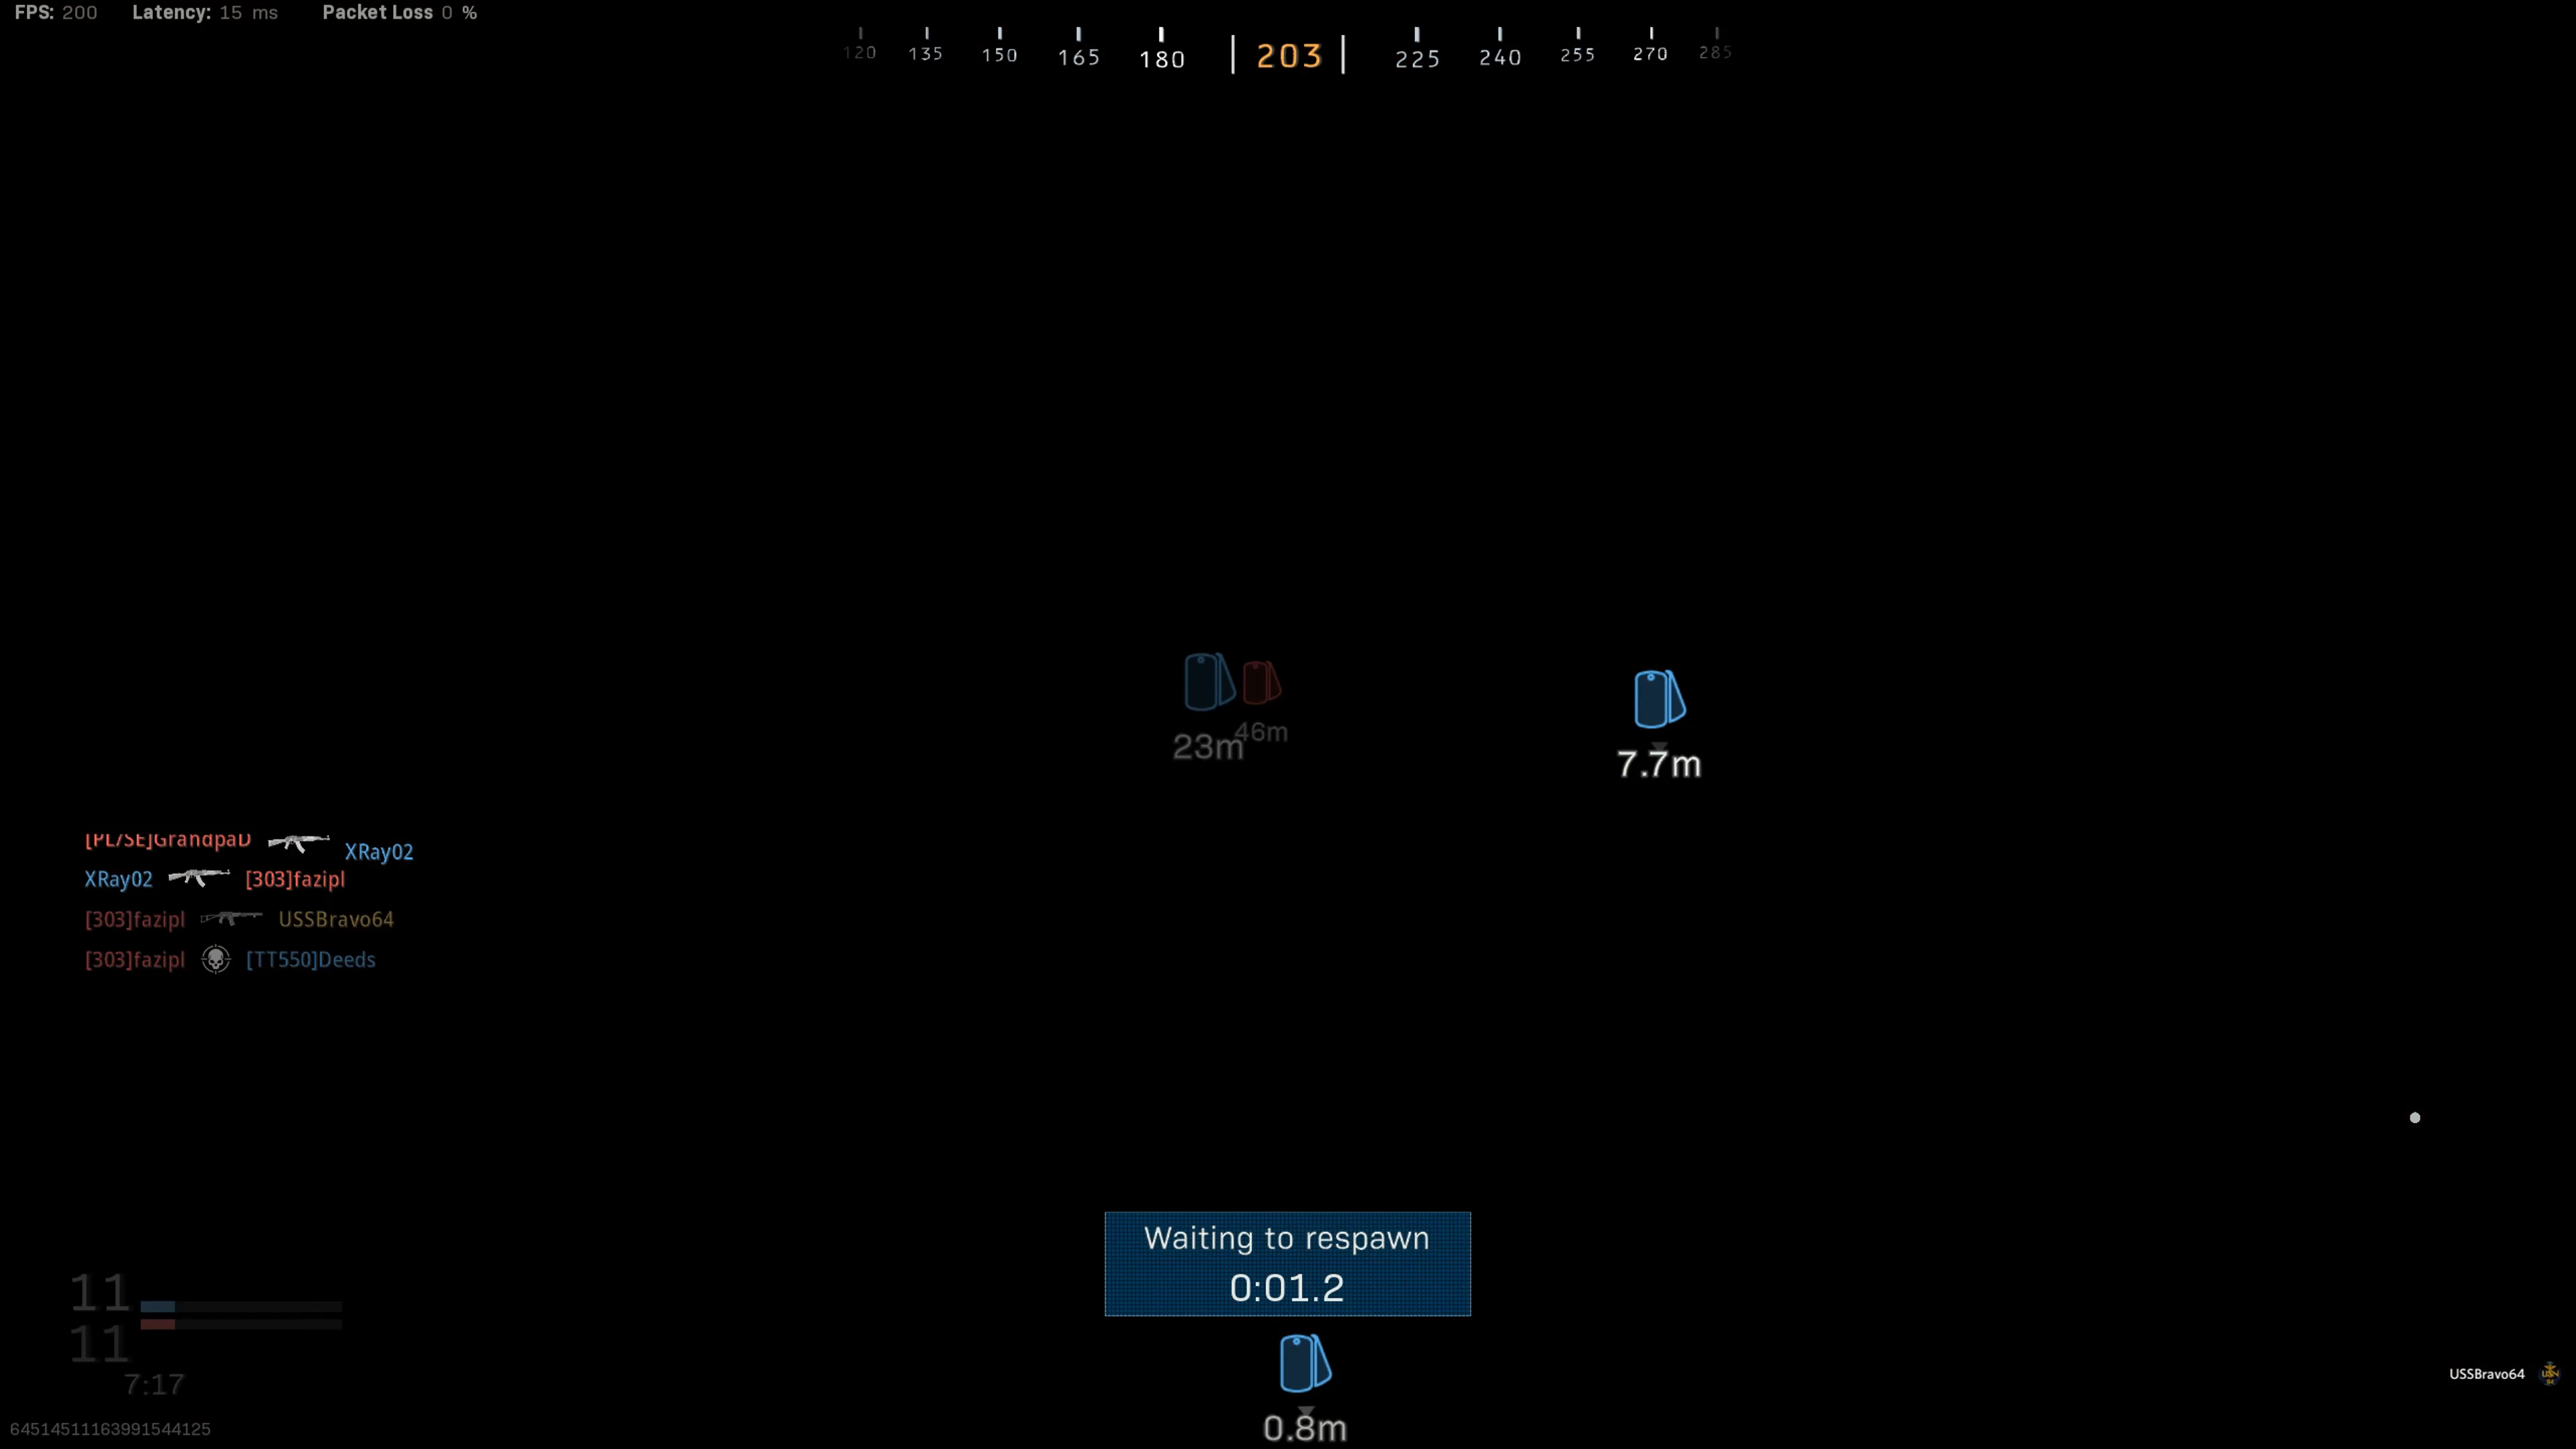 FPS: 200 Latency: 15 ms Packet Loss 0 %
120 135 150 165 180 203 225 240 255 270 285
23m 46m
7.7m
[PL/SE]GrandpaD XRay02
XRay02 [303]fazipl
[303]fazipl USSBravo64
[303]fazipl [TT550]Deeds
Waiting to respawn
0:01.2
11
11
7:17
0.8m
USSBravo64
64514511163991544125